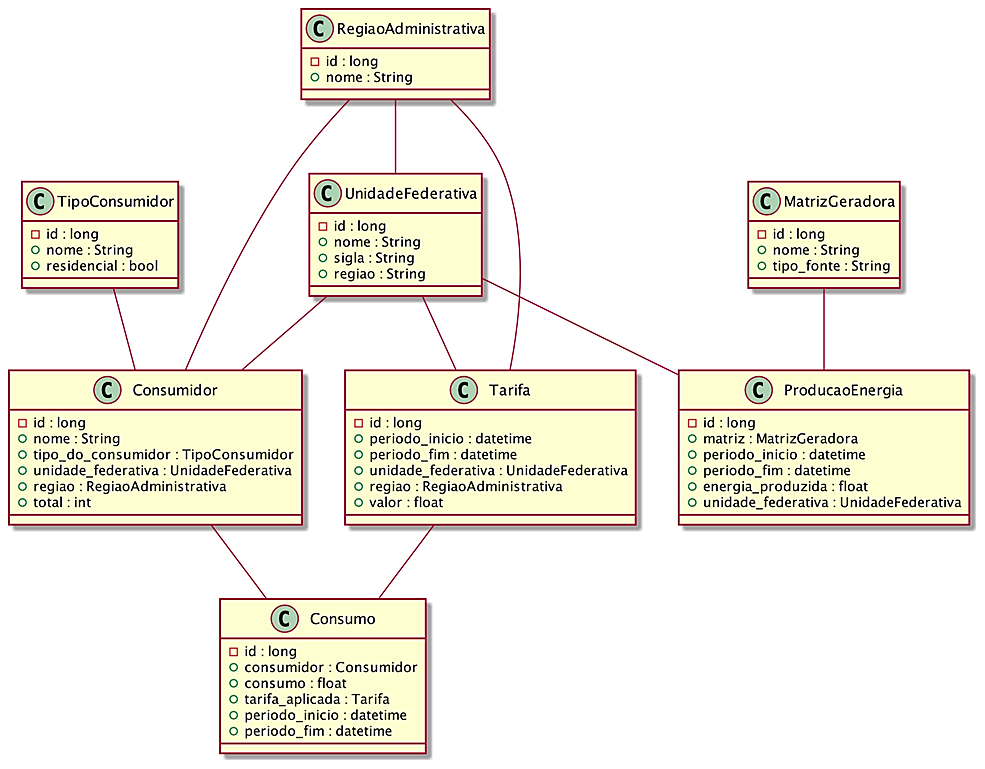 C RegiaoAdministrativa
id : long
nome : String
C TipoConsumidor
id : long
nome : String
residencial : bool
C UnidadeFederativa
id : long
nome : String
sigla : String
regiao : String
C MatrizGeradora
id : long
nome : String
tipo_fonte : String
C Consumidor
id : long
nome : String
tipo_do_consumidor : TipoConsumidor
unidade_federativa : UnidadeFederativa
regiao : RegiaoAdministrativa
total : int
C Tarifa
id : long
periodo_inicio : datetime
periodo_fim : datetime
unidade_federativa : UnidadeFederativa
regiao : RegiaoAdministrativa
valor : float
C ProducaoEnergia
id : long
matriz : MatrizGeradora
periodo_inicio : datetime
periodo_fim : datetime
energia_produzida : float
unidade_federativa : UnidadeFederativa
C Consumo
id : long
consumidor : Consumidor
consumo : float
tarifa_aplicada : Tarifa
periodo_inicio : datetime
periodo_fim : datetime